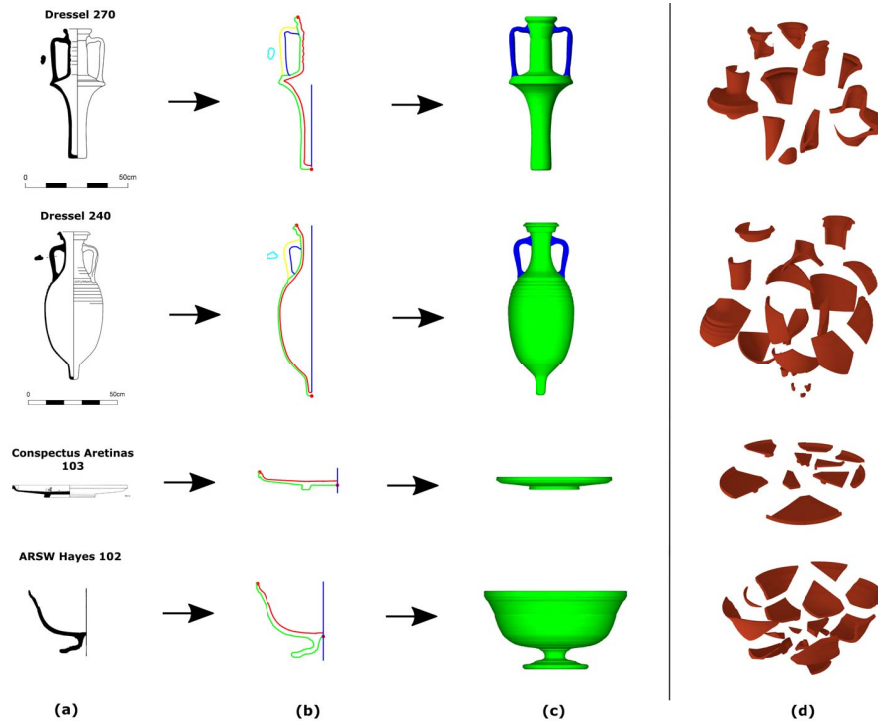 Dressel 270
0 50cm
Dressel 240
0 50cm
Conspectus Aretinas
103
ARSW Hayes 102
(a) (b) (c) (d)